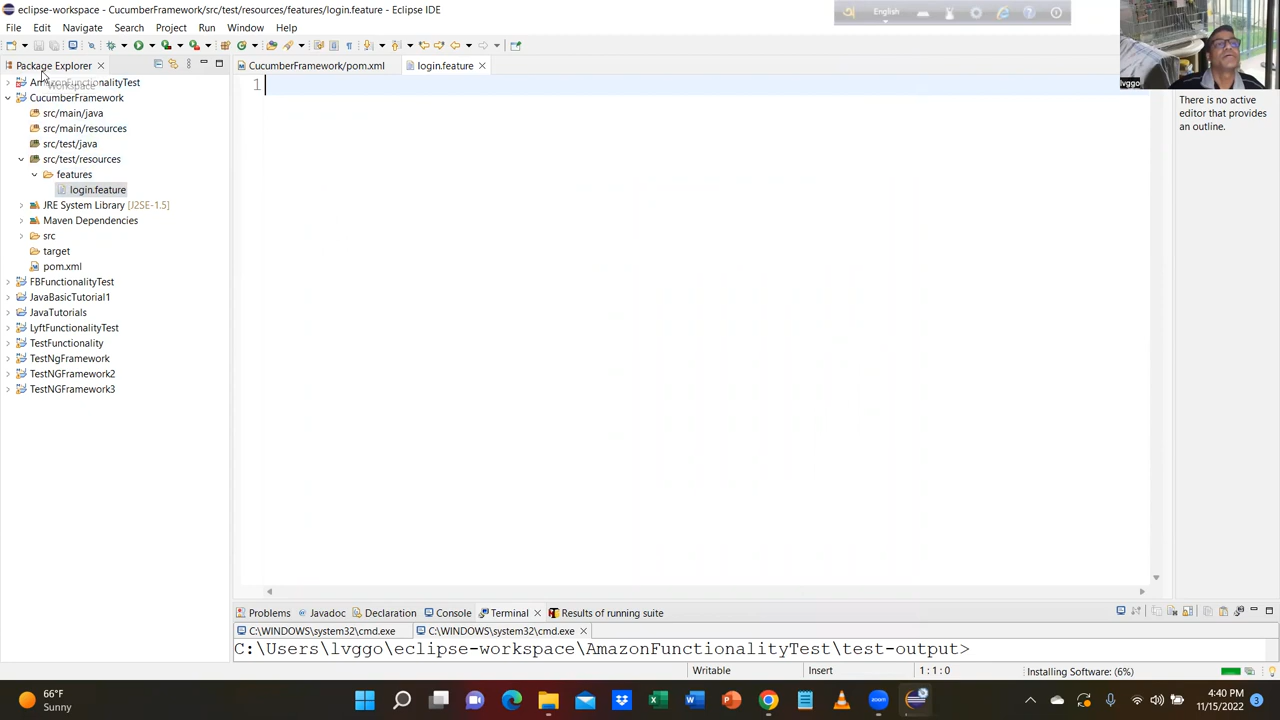 eclipse-workspace - CucumberFramework/src/test/resources/features/login.feature - Eclipse IDE
English
File Edit Navigate Search Project Run Window Help
Package Explorer
CucumberFramework/pom.xml
login.feature
AmazonFunctionalityTest
Workspace
CucumberFramework
src/main/java
src/main/resources
src/test/java
src/test/resources
features
login.feature
JRE System Library [J2SE-1.5]
Maven Dependencies
src
target
pom.xml
FBFunctionalityTest
JavaBasicTutorial1
JavaTutorials
LyftFunctionalityTest
TestFunctionality
TestNgFramework
TestNGFramework2
TestNGFramework3
1
lvggo
There is no active
editor that provides
an outline.
Problems Javadoc Declaration Console Terminal Results of running suite
C:\WINDOWS\system32\cmd.exe C:\WINDOWS\system32\cmd.exe
C:\Users\lvggo\eclipse-workspace\AmazonFunctionalityTest\test-output>
Writable Insert 1 : 1 : 0 Installing Software: (6%)
66°F
Sunny
4:40 PM
11/15/2022
3